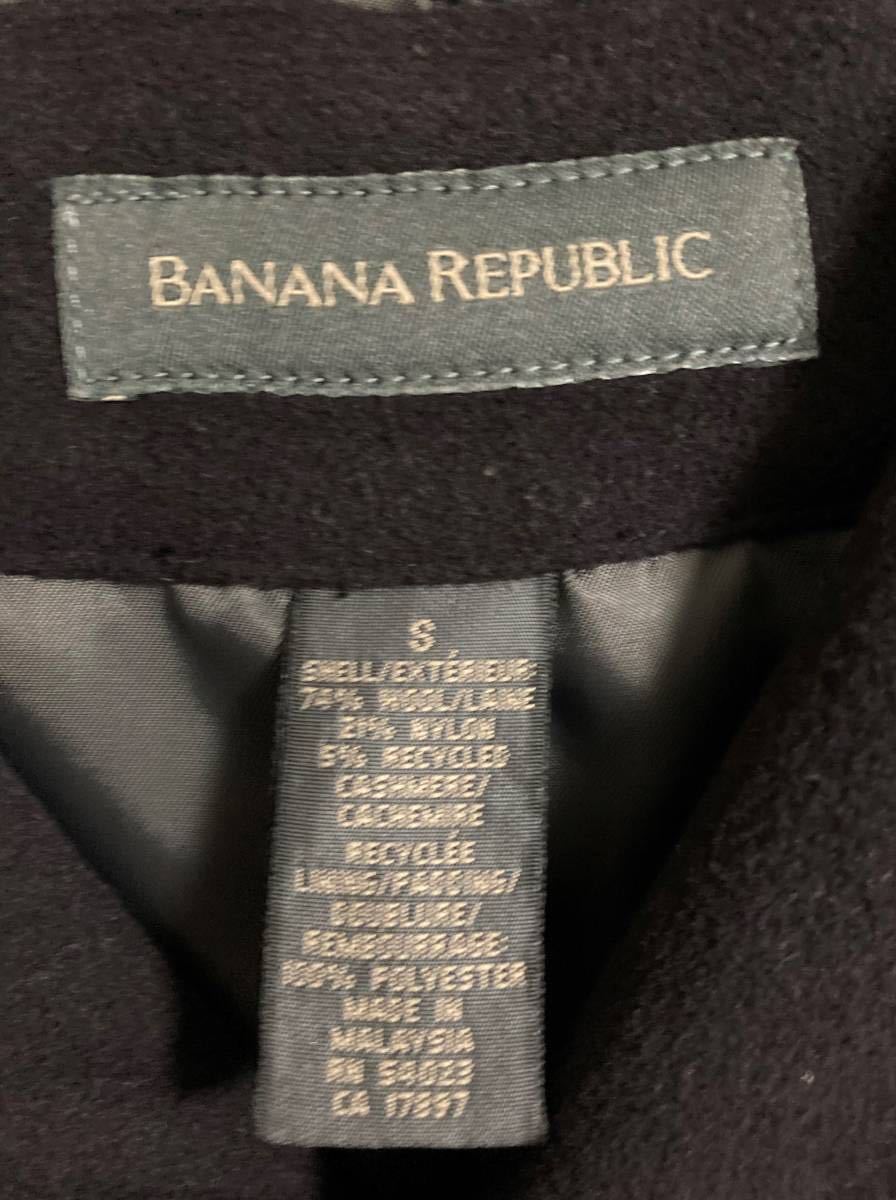 BANANA REPUBLIC
S
SHELL/EXTÉRIEUR:
74% WOOL/LAINE
21% NYLON
5% RECYCLED
CASHMERE/
CACHEMIRE
RECYCLÉE
LINING/PADDING/
DOUBLURE/
REMBOURRAGE:
100% POLYESTER
MADE IN
MALAYSIA
RN 54023
CA 17897